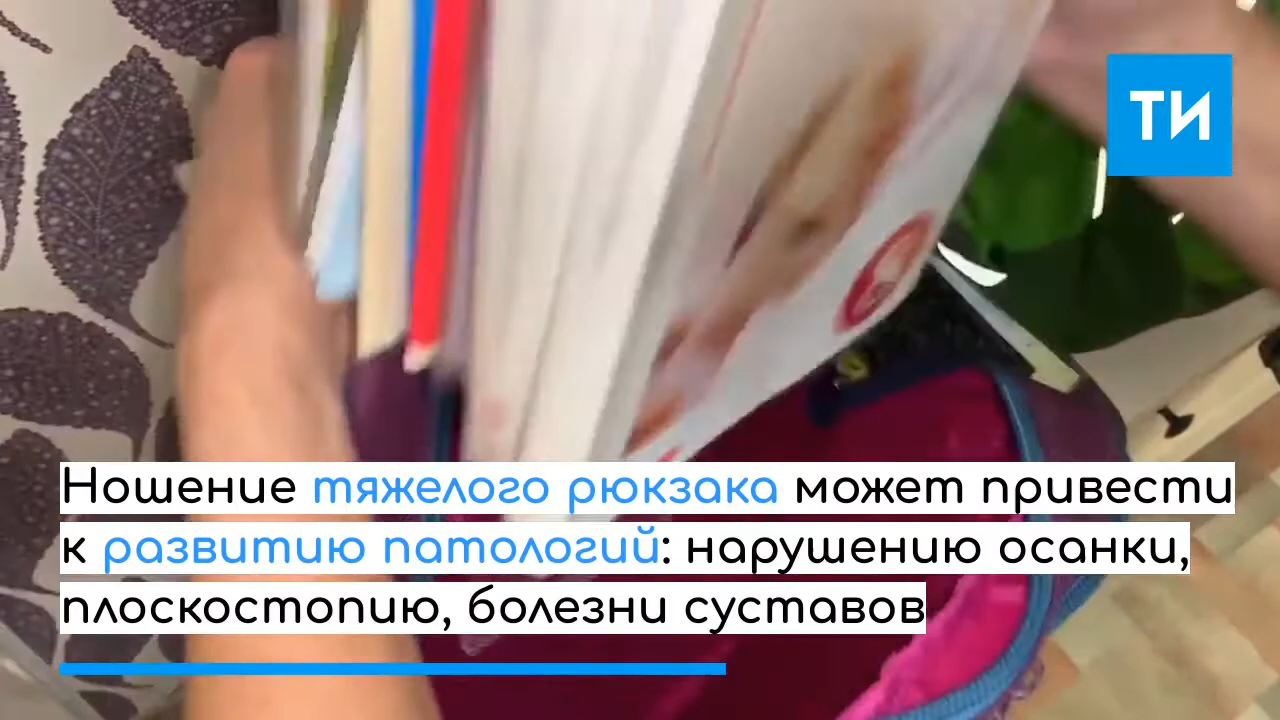 ТИ
Ношение тяжелого рюкзака может привести
к развитию патологий: нарушению осанки,
плоскостопию, болезни суставов